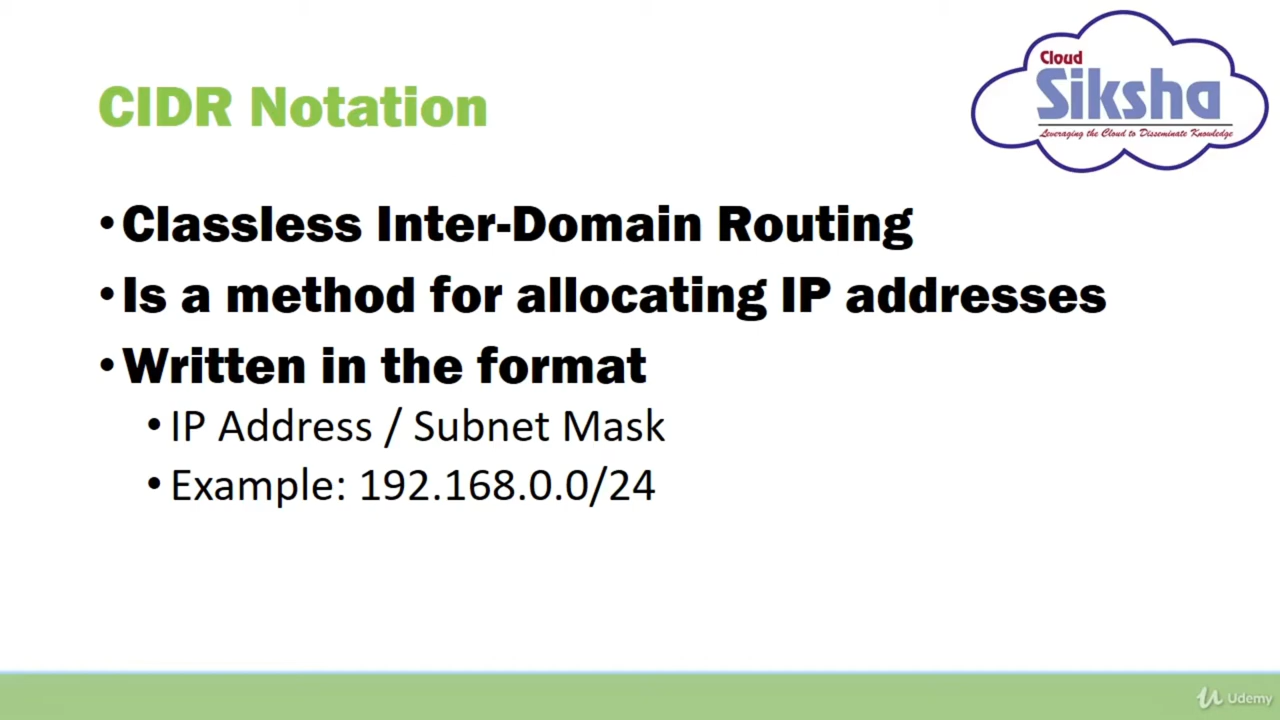 Cloud
Siksha
Leveraging the Cloud to Disseminate Knowledge
CIDR Notation
•Classless Inter-Domain Routing
•Is a method for allocating IP addresses
•Written in the format
•IP Address / Subnet Mask
•Example: 192.168.0.0/24
Udemy